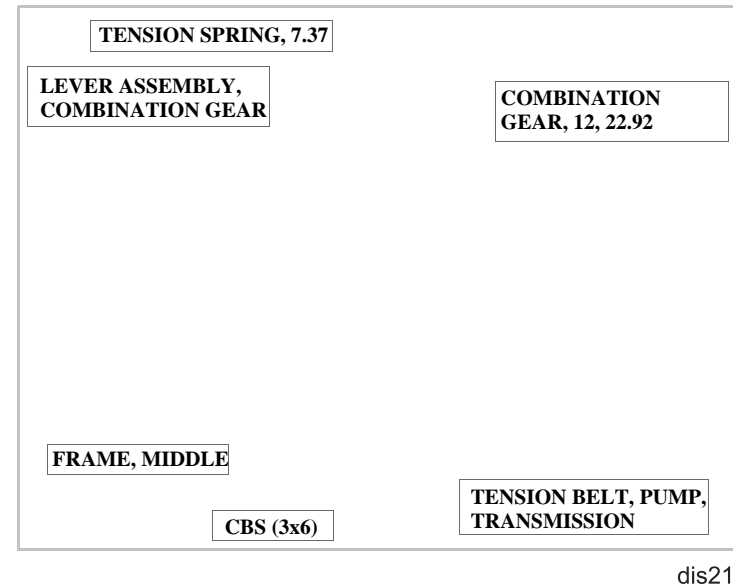 TENSION SPRING, 7.37
LEVER ASSEMBLY,
COMBINATION GEAR
COMBINATION
GEAR, 12, 22.92
FRAME, MIDDLE
TENSION BELT, PUMP,
TRANSMISSION
CBS (3x6)
dis21